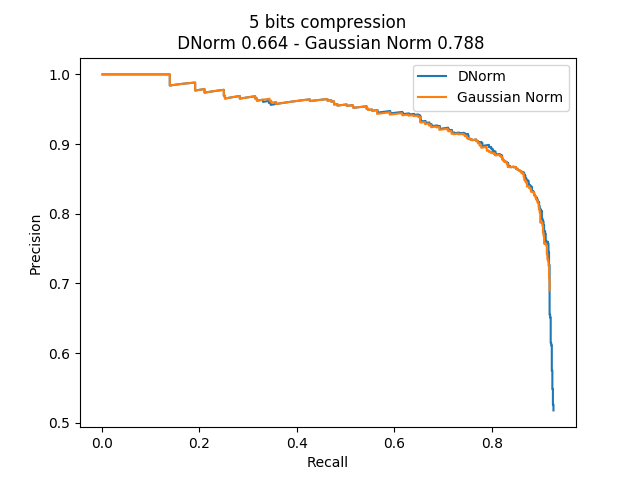 5 bits compression
DNorm 0.664 - Gaussian Norm 0.788
DNorm
Gaussian Norm
Precision
1.0
0.9
0.8
0.7
0.6
0.5
0.0
0.2
0.4
0.6
0.8
Recall